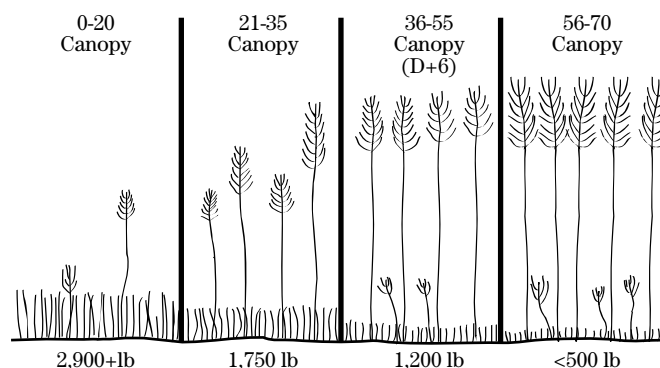 0-20
Canopy
21-35
Canopy
36-55
Canopy
(D+6)
56-70
Canopy
2,900+lb
1,750 lb
1,200 lb
<500 lb